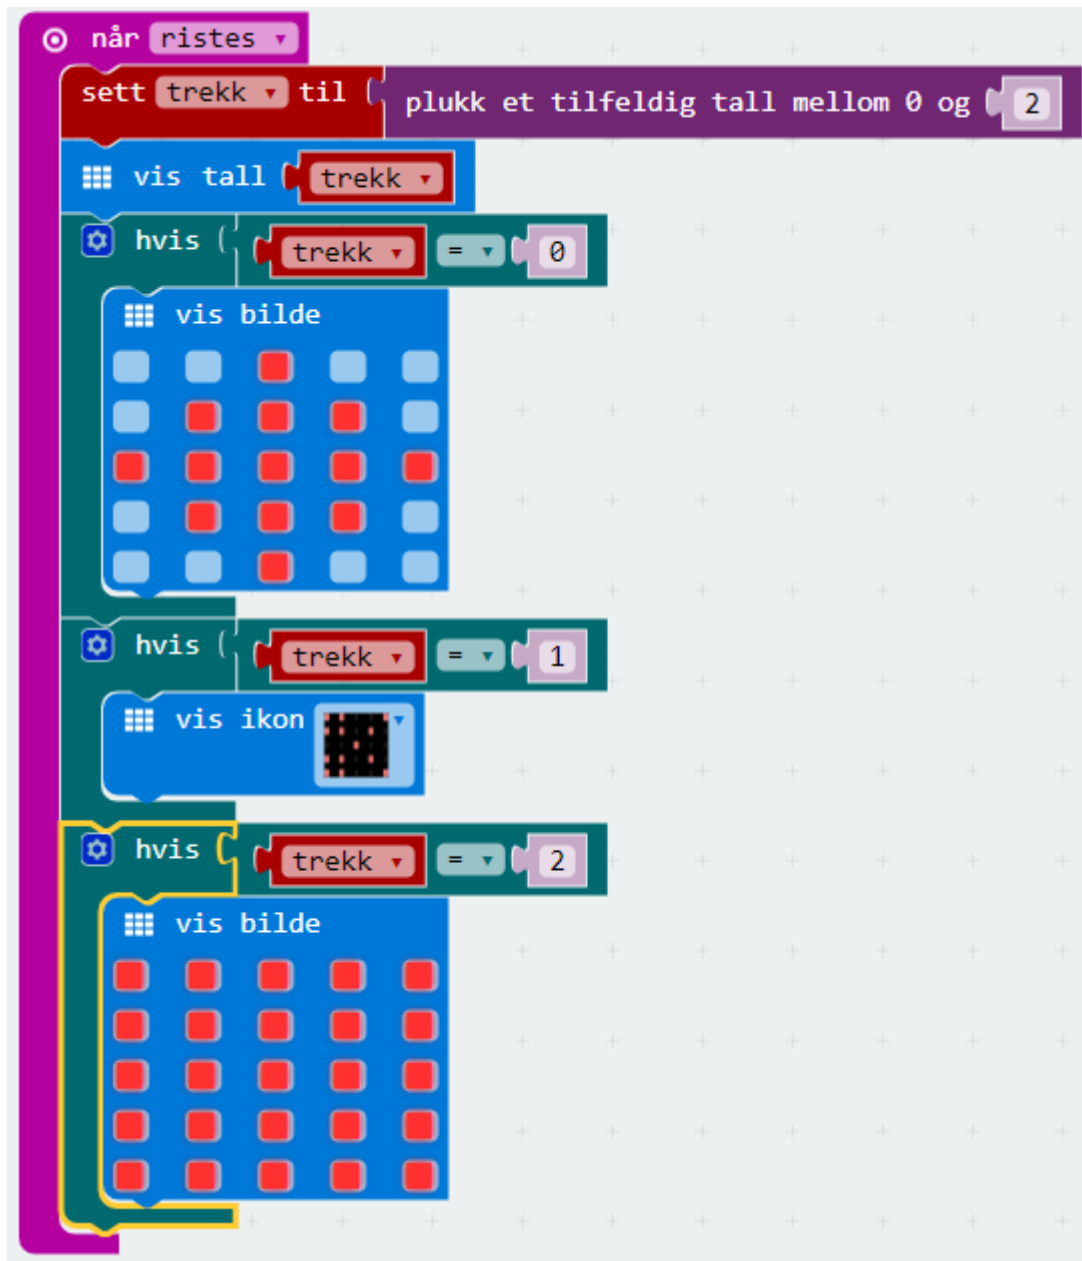 når ristes
sett trekk til plukk et tilfeldig tall mellom 0 og 2
vis tall trekk
hvis trekk = 0
vis bilde
hvis trekk = 1
vis ikon
hvis trekk = 2
vis bilde